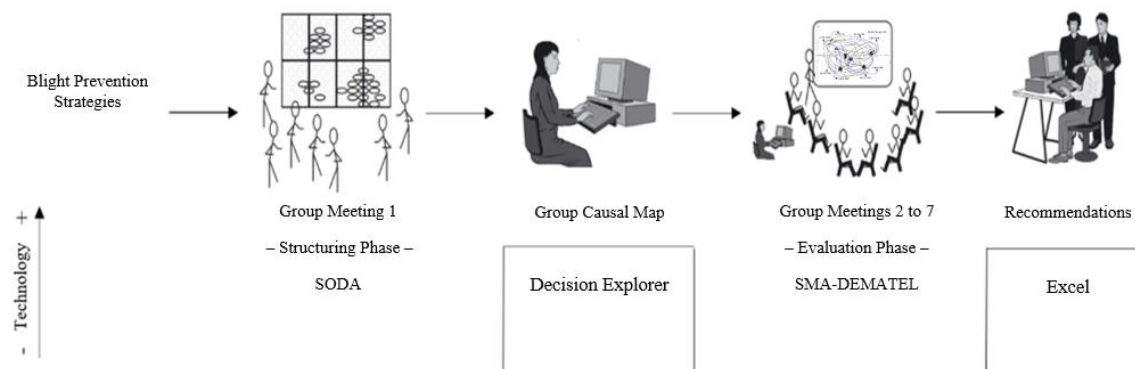 Blight Prevention
Strategies
Group Meeting 1
– Structuring Phase –
SODA
Group Causal Map
Decision Explorer
Group Meetings 2 to 7
– Evaluation Phase –
SMA-DEMATEL
Recommendations
Excel
- Technology +